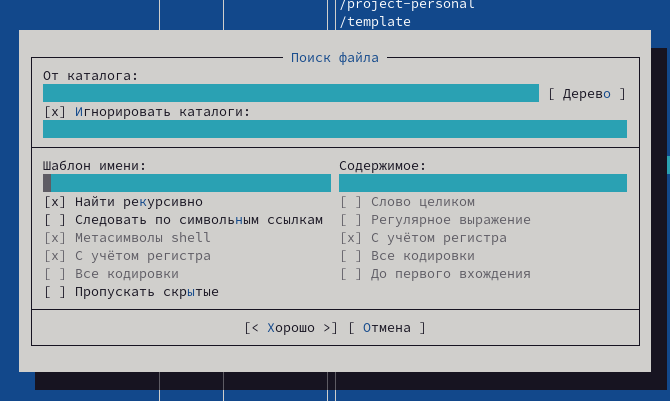 /project-personal
/template
Поиск файла
От каталога:
[ Дерево ]
[x] Игнорировать каталоги:
Шаблон имени: Содержимое:
[x] Найти рекурсивно [ ] Слово целиком
[ ] Следовать по символьным ссылкам [ ] Регулярное выражение
[x] Метасимволы shell [x] С учётом регистра
[x] С учётом регистра [ ] Все кодировки
[ ] Все кодировки [ ] До первого вхождения
[ ] Пропускать скрытые
[< Хорошо >] [ Отмена ]